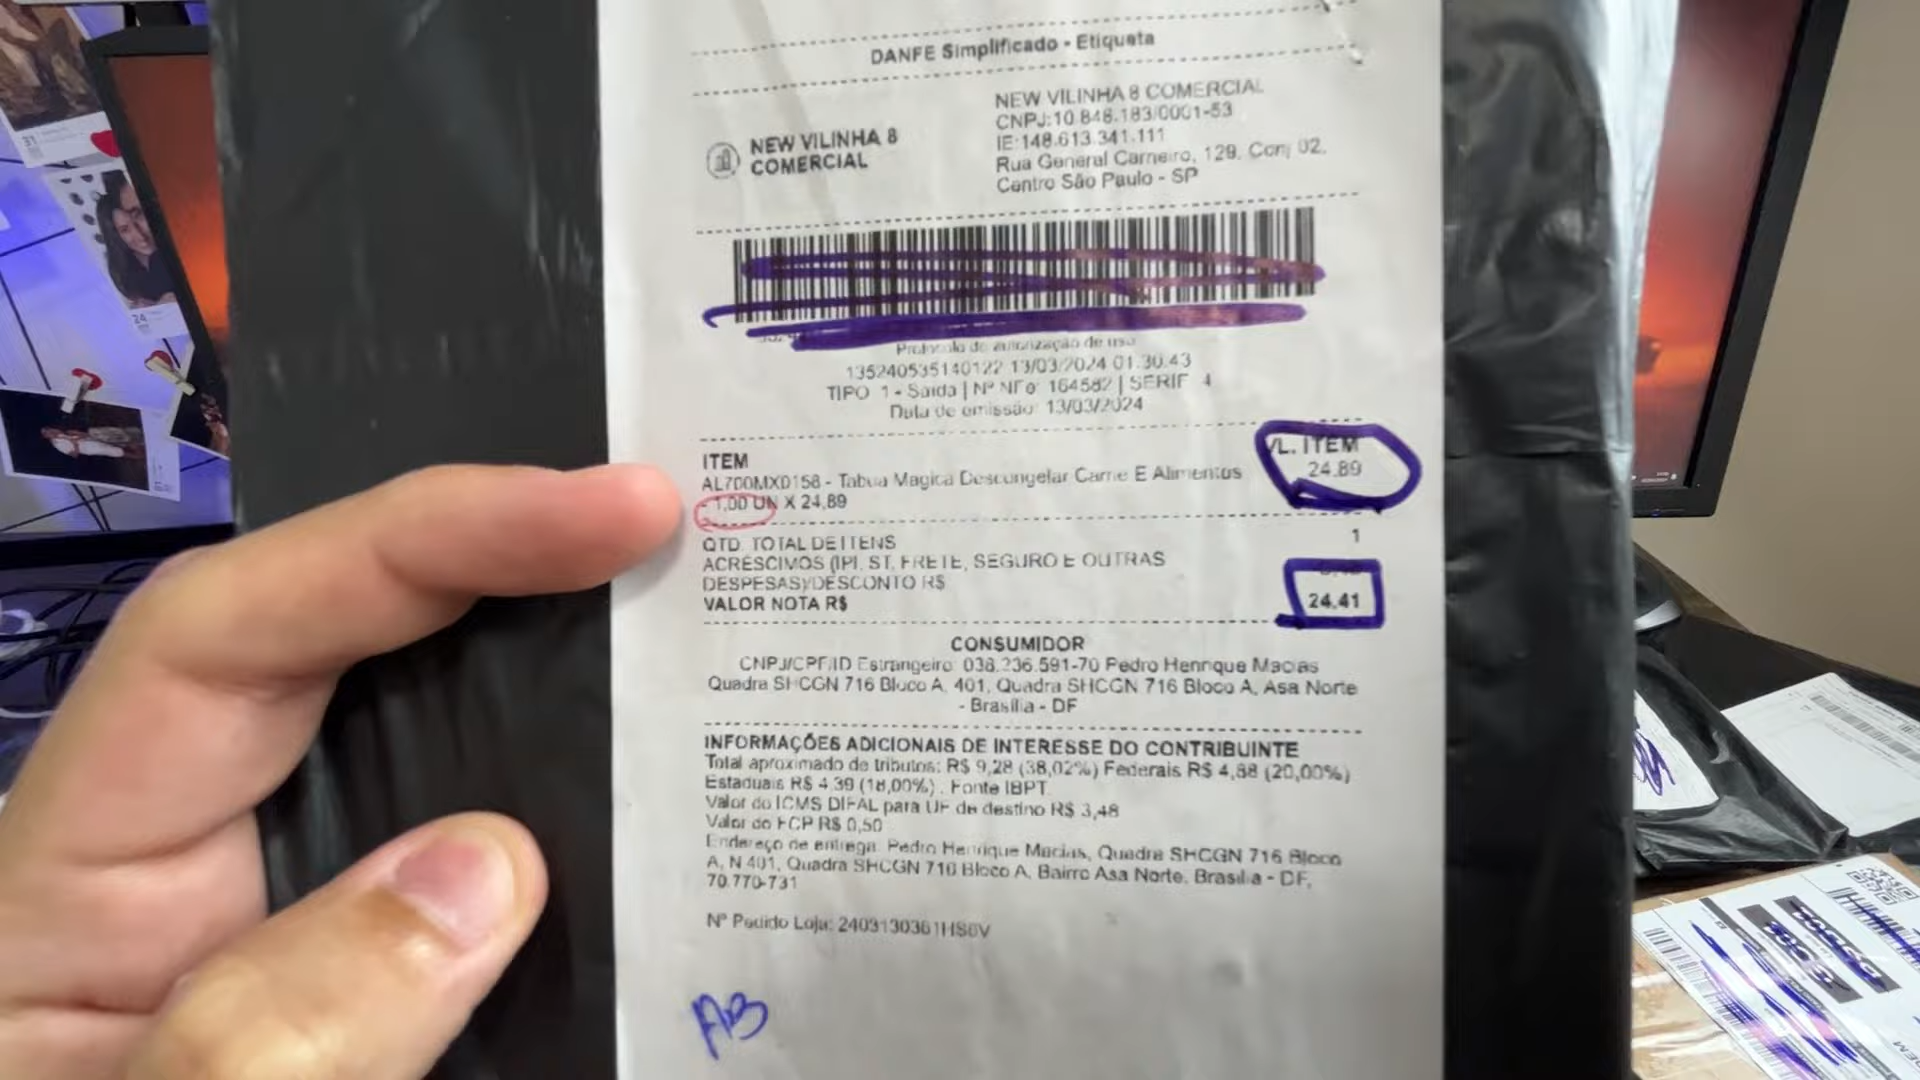 DANFE Simplificado - Etiqueta
NEW VILINHA 8
COMERCIAL
NEW VILINHA 8 COMERCIAL
CNPJ:10.848.183/0001-53
IE:148.613.341.111
Rua General Carneiro, 129, Conj 02,
Centro São Paulo - SP
Protocolo de autorização de uso
135240535140122 13/03/2024 01:30:43
TIPO 1 - Saída | Nº NFe: 164582 | SERIE 4
Data de emissão: 13/03/2024
ITEM
VL. ITEM
AL700MX0158 - Tabua Magica Descongelar Carne E Alimentos
24.89
- 1,00 UN X 24,89
QTD. TOTAL DE ITENS
1
ACRÉSCIMOS (IPI, ST, FRETE, SEGURO E OUTRAS
DESPESAS)/DESCONTO R$
VALOR NOTA R$
24.41
CONSUMIDOR
CNPJ/CPF/ID Estrangeiro: 038.236.591-70 Pedro Henrique Macias
Quadra SHCGN 716 Bloco A, 401, Quadra SHCGN 716 Bloco A, Asa Norte
- Brasília - DF
INFORMAÇÕES ADICIONAIS DE INTERESSE DO CONTRIBUINTE
Total aproximado de tributos: R$ 9,28 (38,02%) Federais R$ 4,88 (20,00%)
Estaduais R$ 4,39 (18,00%) . Fonte IBPT.
Valor do ICMS DIFAL para UF de destino R$ 3,48
Valor do FCP R$ 0,50
Endereço de entrega: Pedro Henrique Macias, Quadra SHCGN 716 Bloco
A, N 401, Quadra SHCGN 716 Bloco A, Bairro Asa Norte, Brasília - DF,
70.770-731
Nº Pedido Loja: 
AB
31
24